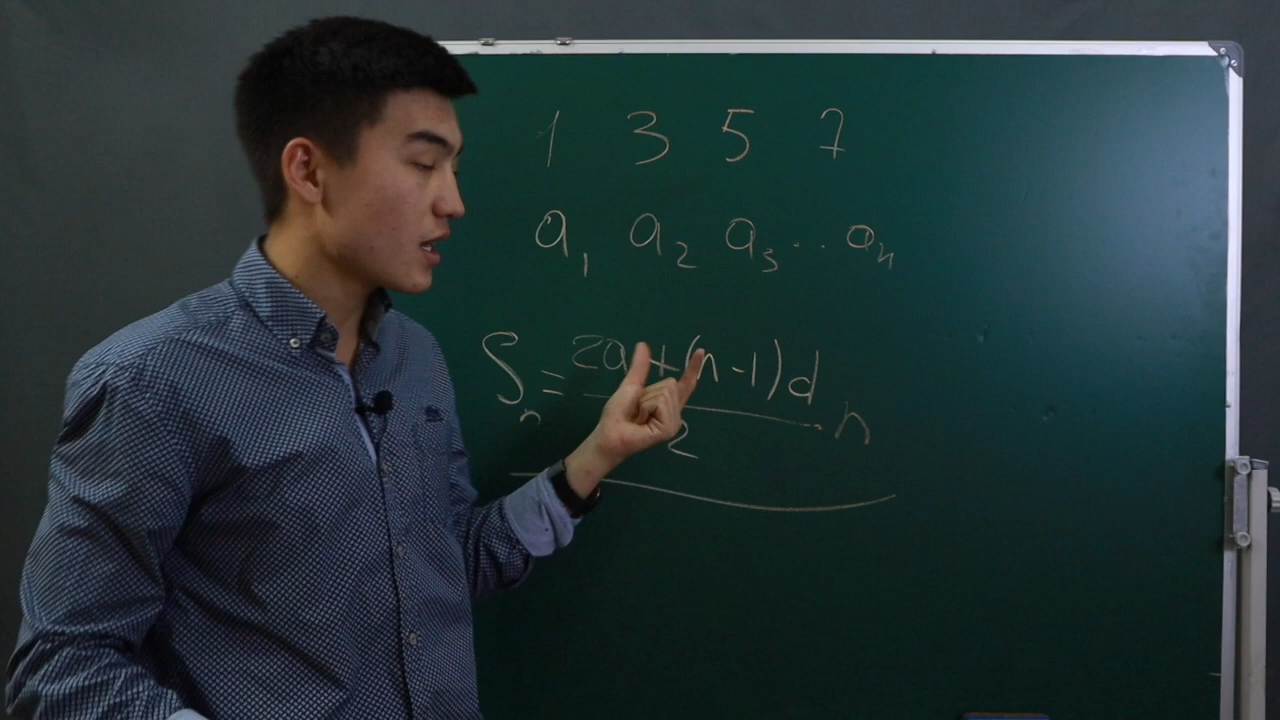 1 3 5 7
a₁ a₂ a₃ ... aₙ
Sₙ = (2a₁ + (n-1)d)/2 n